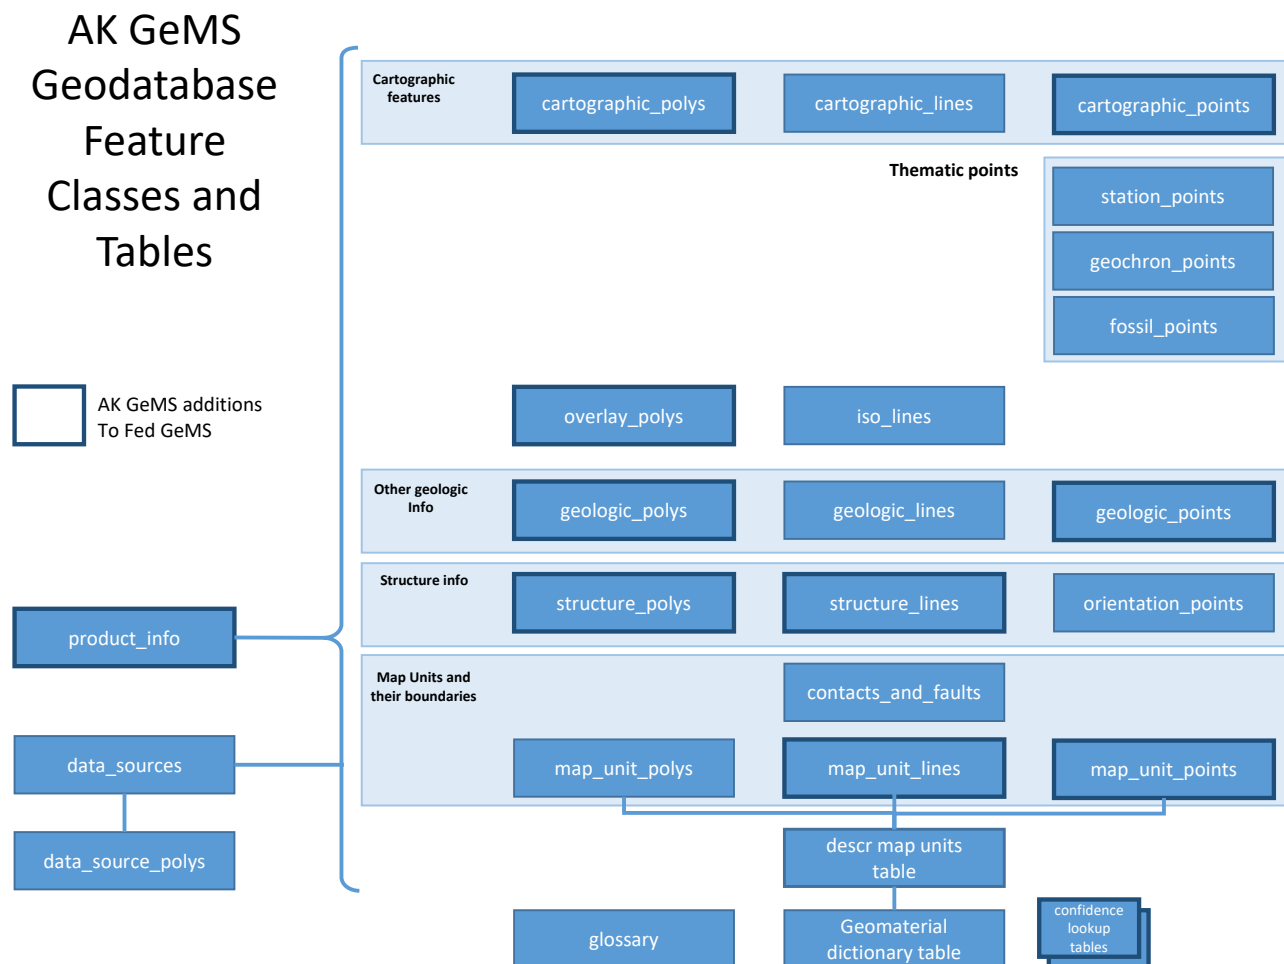 AK GeMS
Geodatabase
Feature
Classes and
Tables
Cartographic
features
cartographic_polys
cartographic_lines
cartographic_points
Thematic points
station_points
geochron_points
fossil_points
AK GeMS additions
To Fed GeMS
overlay_polys
iso_lines
Other geologic
Info
geologic_polys
geologic_lines
geologic_points
Structure info
structure_polys
structure_lines
orientation_points
product_info
Map Units and
their boundaries
contacts_and_faults
data_sources
map_unit_polys
map_unit_lines
map_unit_points
data_source_polys
descr map units
table
glossary
Geomaterial
dictionary table
confidence
lookup
tables